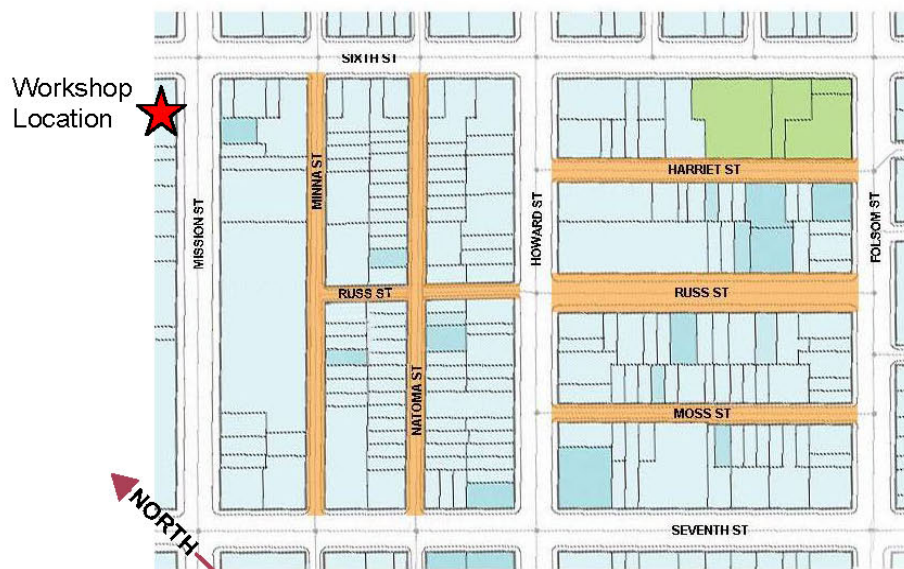 SIXTH ST
Workshop
Location
MINNA ST
HARRIET ST
MISSION ST
HOWARD ST
FOLSOM ST
RUSS ST
RUSS ST
NATOMA ST
MOSS ST
NORTH
SEVENTH ST